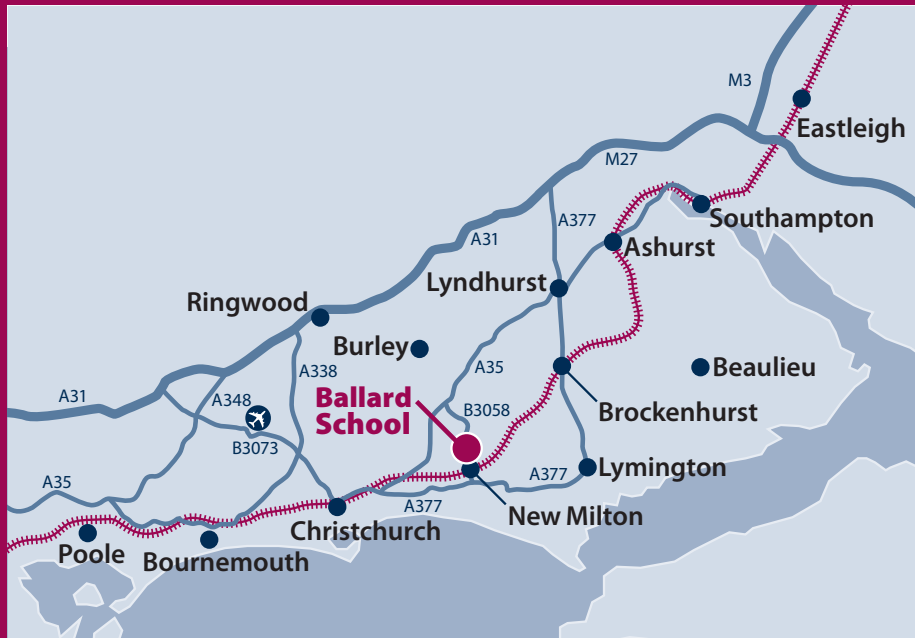 M3
Eastleigh
M27
Southampton
A377
Ashurst
A31
Lyndhurst
Ringwood
Burley
A35
Beaulieu
A338
A31
A348
Ballard
School
B3058
Brockenhurst
B3073
A35
A377
Lymington
A377
New Milton
Christchurch
Poole
Bournemouth